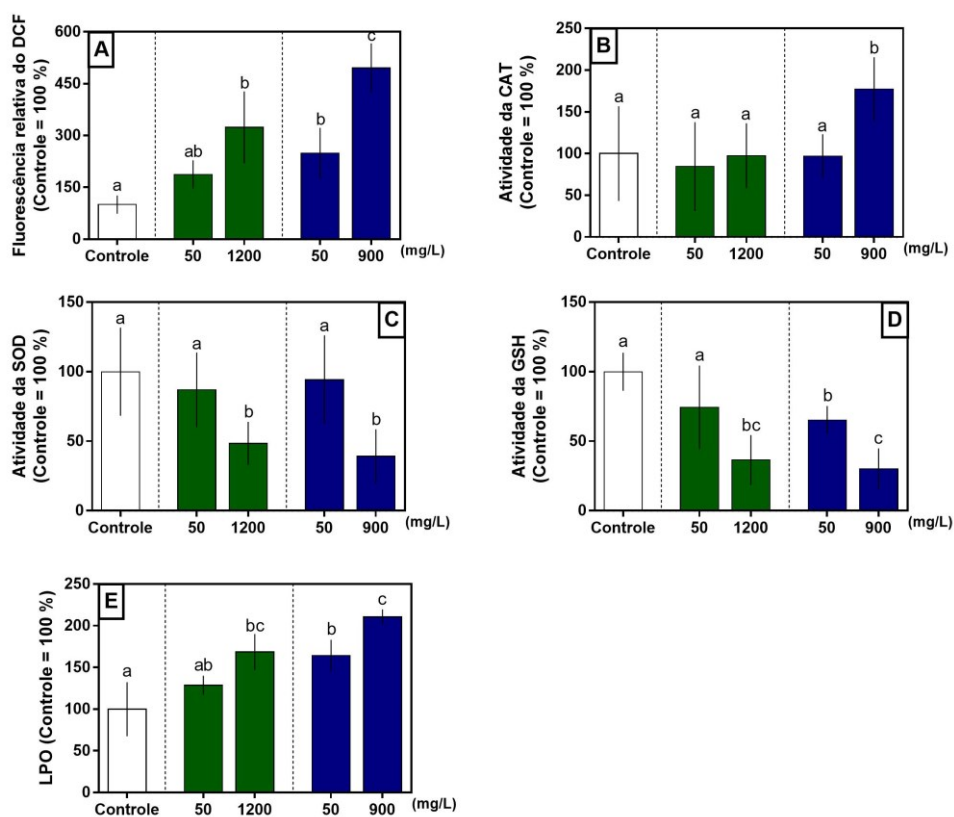 Fluorescência relativa do DCF
(Controle = 100 %)
A
600
450
300
150
0
a
ab
b
b
c
Controle
50
1200
50
900
(mg/L)
Atividade da CAT
(Controle = 100 %)
B
250
200
150
100
50
0
a
a
a
a
b
Controle
50
1200
50
900
(mg/L)
Atividade da SOD
(Controle = 100 %)
C
150
100
50
0
a
a
b
a
b
Controle
50
1200
50
900
(mg/L)
Atividade da GSH
(Controle = 100 %)
D
150
100
50
0
a
a
bc
b
c
Controle
50
1200
50
900
(mg/L)
LPO (Controle = 100 %)
E
250
200
150
100
50
0
a
ab
bc
b
c
Controle
50
1200
50
900
(mg/L)